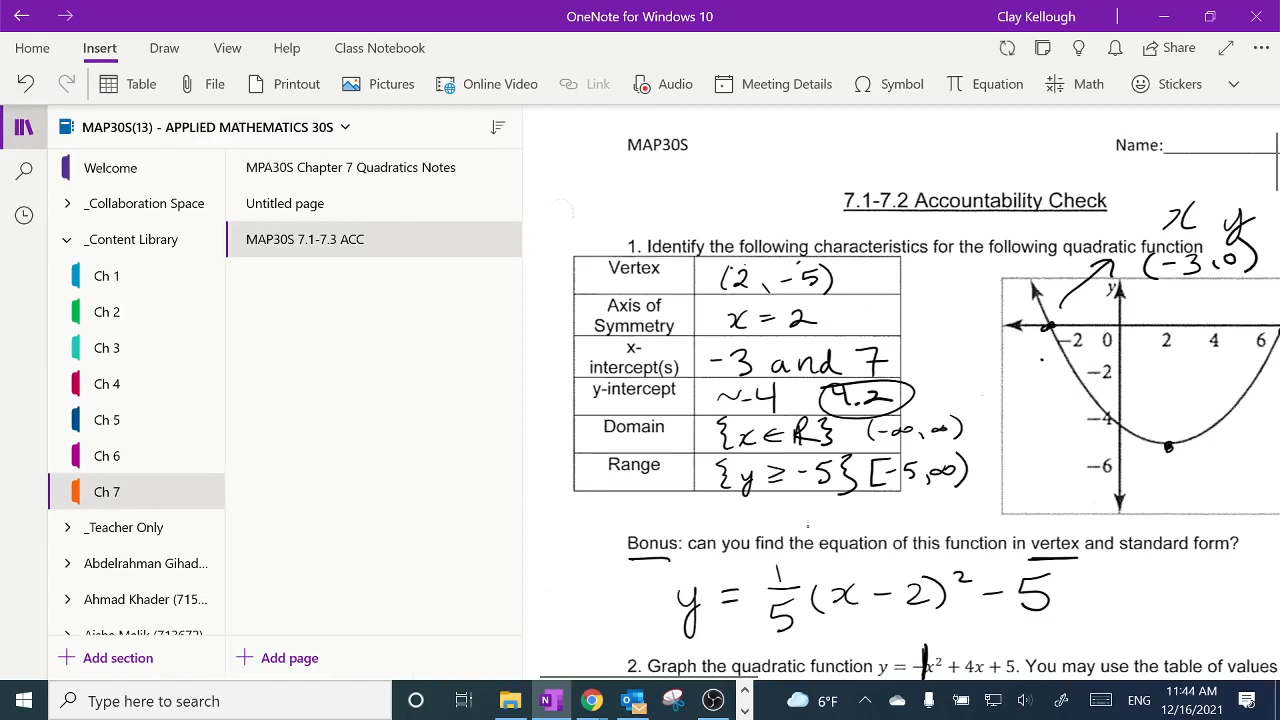 OneNote for Windows 10
Clay Kellough
Home Insert Draw View Help Class Notebook
Share
Table File Printout Pictures Online Video Link Audio Meeting Details Symbol Equation Math Stickers
MAP30S(13) - APPLIED MATHEMATICS 30S
Welcome
_Collaboration Space
_Content Library
Ch 1
Ch 2
Ch 3
Ch 4
Ch 5
Ch 6
Ch 7
_Teacher Only
Abdelrahman Gihad...
Ahmad Khader (715...
Aisha Malik (713672)
Add section
MPA30S Chapter 7 Quadratics Notes
Untitled page
MAP30S 7.1-7.3 ACC
Add page
MAP30S
Name:
7.1-7.2 Accountability Check
1. Identify the following characteristics for the following quadratic function
Vertex (2, -5)
Axis of Symmetry x = 2
x-intercept(s) -3 and 7
y-intercept ~-4 4.2
Domain {x ∈ R} (-∞, ∞)
Range {y ≥ -5} [-5, ∞)
x y
(-3, 0)
y
-2 0 2 4 6
-2
-4
-6
Bonus: can you find the equation of this function in vertex and standard form?
y = 1/5 (x - 2)² - 5
2. Graph the quadratic function y = -x² + 4x + 5. You may use the table of values
Type here to search
6°F
ENG
11:44 AM
12/16/2021